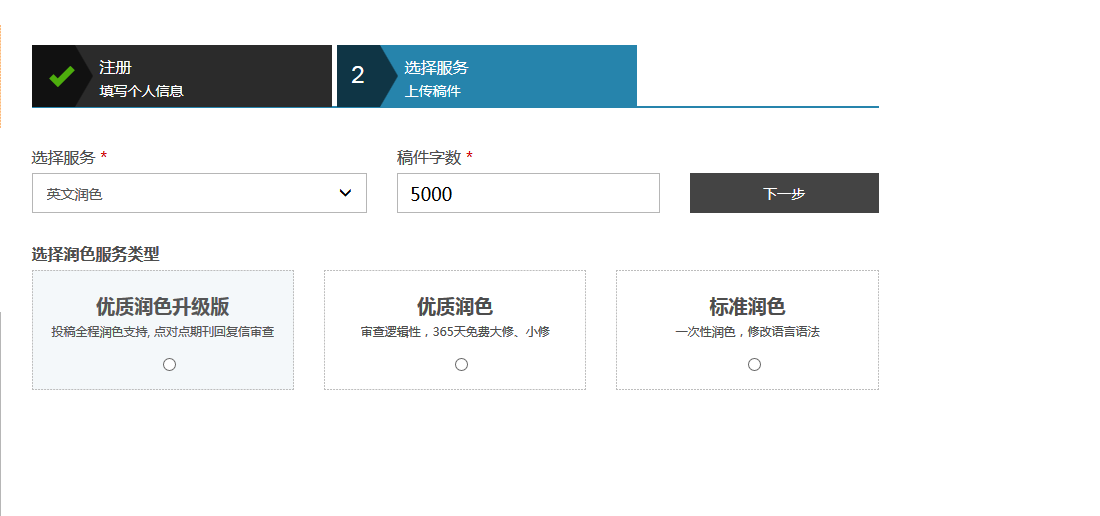 注册
填写个人信息
2
选择服务
上传稿件
选择服务 *
稿件字数 *
英文润色
5000
下一步
选择润色服务类型
优质润色升级版
投稿全程润色支持, 点对点期刊回复信审查
优质润色
审查逻辑性，365天免费大修、小修
标准润色
一次性润色，修改语言语法